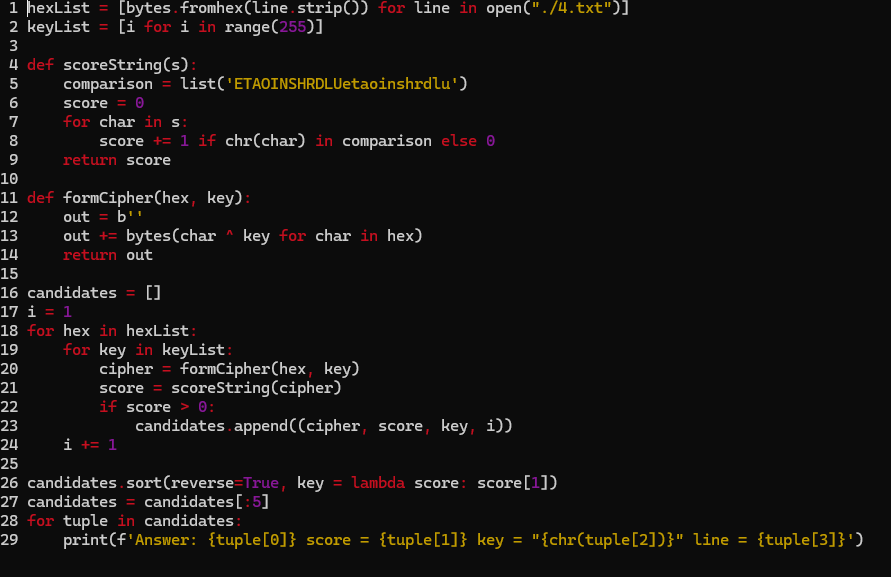 1 hexList = [bytes.fromhex(line.strip()) for line in open("./4.txt")]
2 keyList = [i for i in range(255)]
3
4 def scoreString(s):
5     comparison = list('ETAOINSHRDLUetaoinshrdlu')
6     score = 0
7     for char in s:
8         score += 1 if chr(char) in comparison else 0
9     return score
10
11 def formCipher(hex, key):
12     out = b''
13     out += bytes(char ^ key for char in hex)
14     return out
15
16 candidates = []
17 i = 1
18 for hex in hexList:
19     for key in keyList:
20         cipher = formCipher(hex, key)
21         score = scoreString(cipher)
22         if score > 0:
23             candidates.append((cipher, score, key, i))
24     i += 1
25
26 candidates.sort(reverse=True, key = lambda score: score[1])
27 candidates = candidates[:5]
28 for tuple in candidates:
29     print(f'Answer: {tuple[0]} score = {tuple[1]} key = "{chr(tuple[2])}" line = {tuple[3]}')